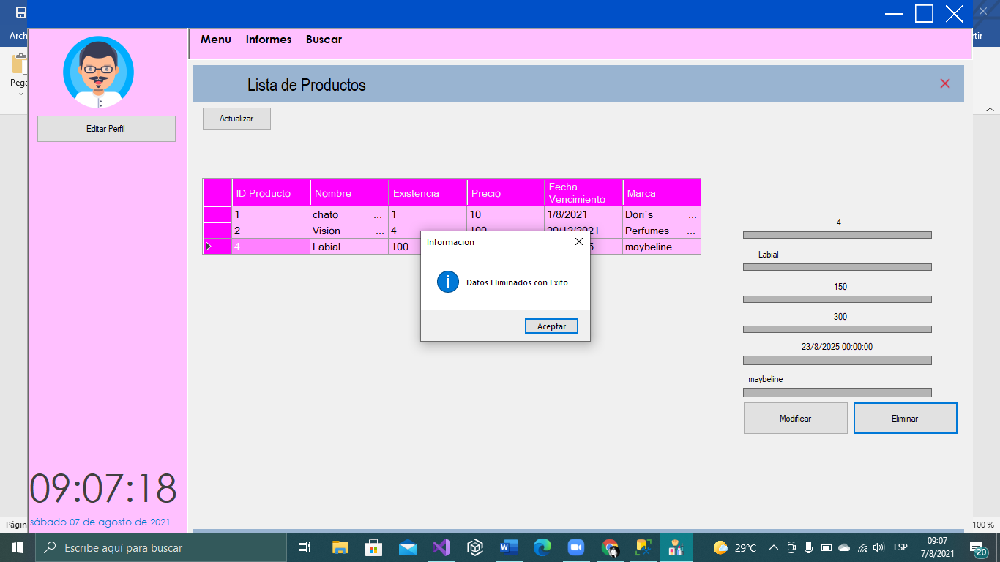 Arch
rtir
Pega
Menu Informes Buscar
Lista de Productos
Actualizar
Editar Perfil
ID Producto Nombre Existencia Precio Fecha Vencimiento Marca
1 chato ... 1 10 1/8/2021 Dori´s ...
2 Vision ... 4 100 20/12/2021 Perfumes ...
4 Labial ... 100 maybeline ...
Informacion
Datos Eliminados con Exito
Aceptar
4
Labial
150
300
23/8/2025 00:00:00
maybeline
Modificar Eliminar
09:07:18
sábado 07 de agosto de 2021
Págin
100 %
Escribe aquí para buscar
29°C
ESP
09:07
7/8/2021
20